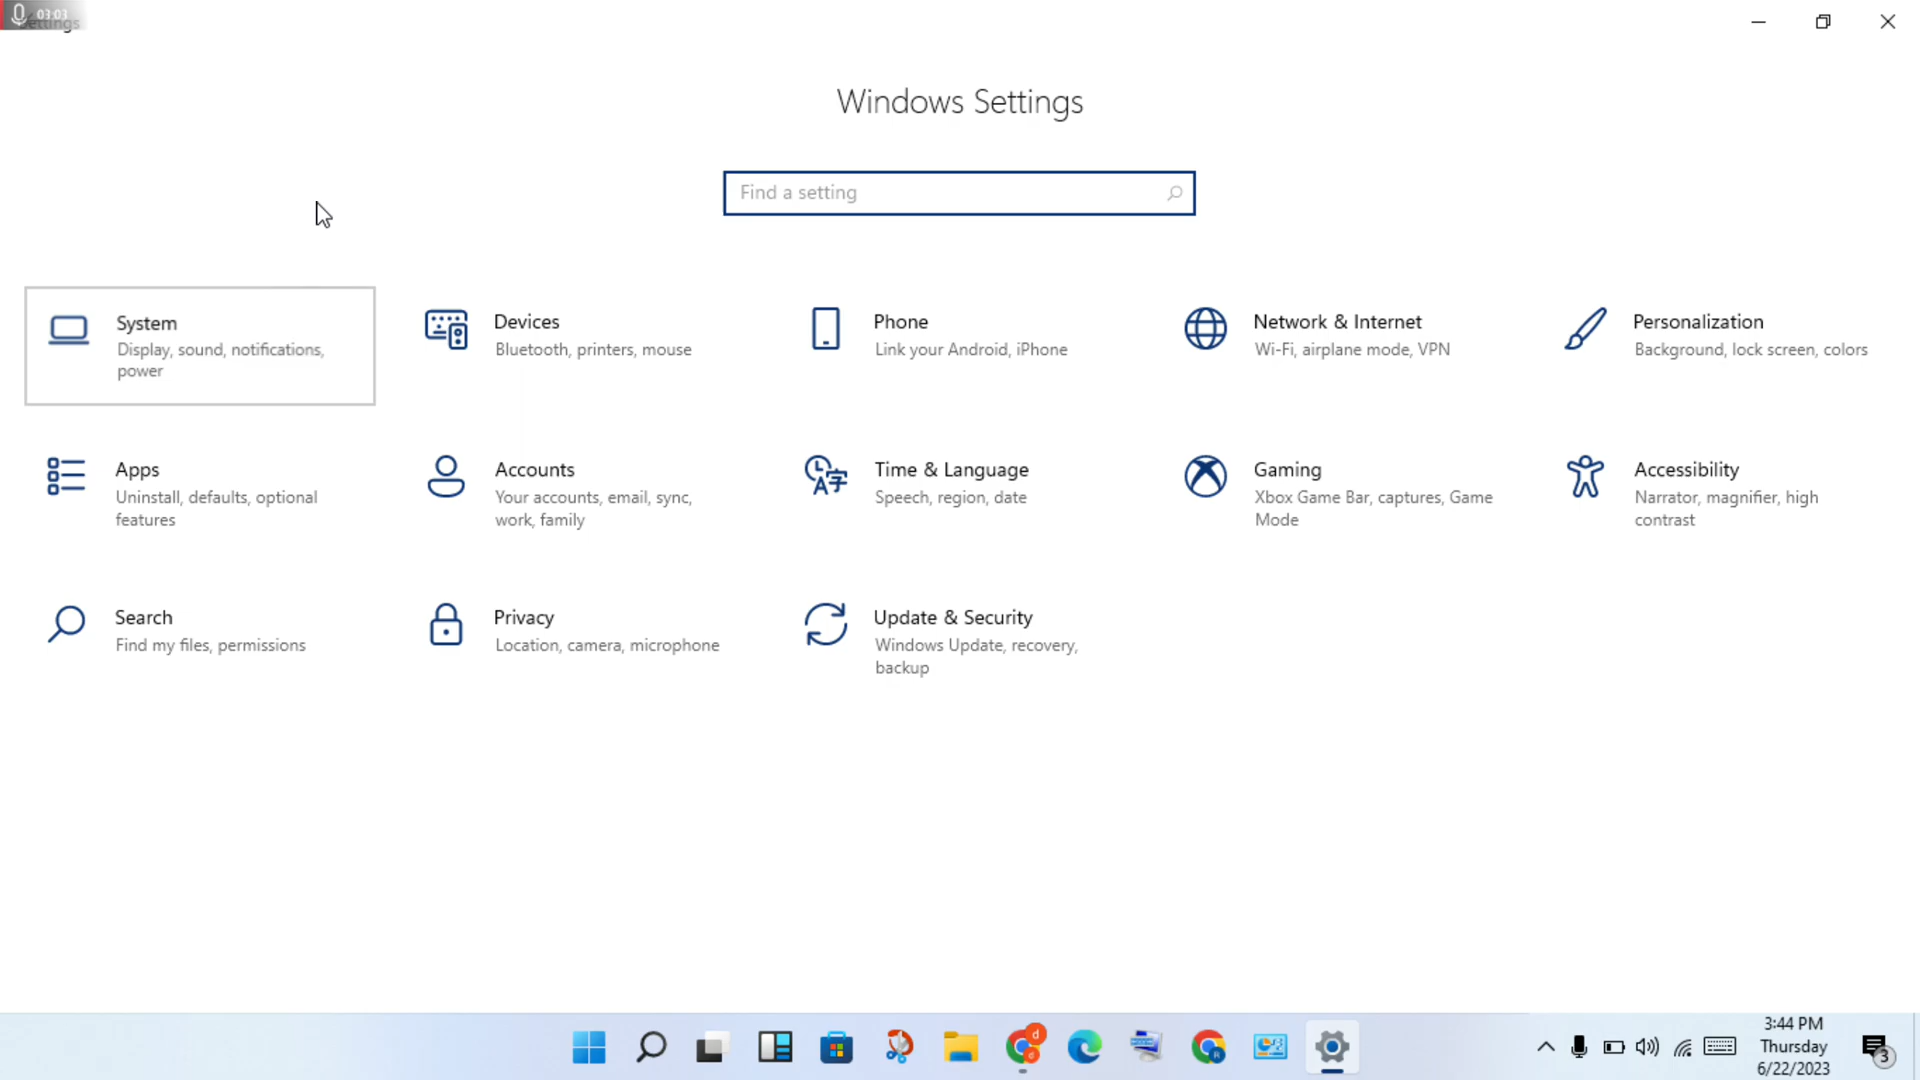 03:03
Settings
Windows Settings
Find a setting
System
Display, sound, notifications,
power
Devices
Bluetooth, printers, mouse
Phone
Link your Android, iPhone
Network & Internet
Wi-Fi, airplane mode, VPN
Personalization
Background, lock screen, colors
Apps
Uninstall, defaults, optional
features
Accounts
Your accounts, email, sync,
work, family
Time & Language
Speech, region, date
Gaming
Xbox Game Bar, captures, Game
Mode
Accessibility
Narrator, magnifier, high
contrast
Search
Find my files, permissions
Privacy
Location, camera, microphone
Update & Security
Windows Update, recovery,
backup
3:44 PM
Thursday
6/22/2023
3